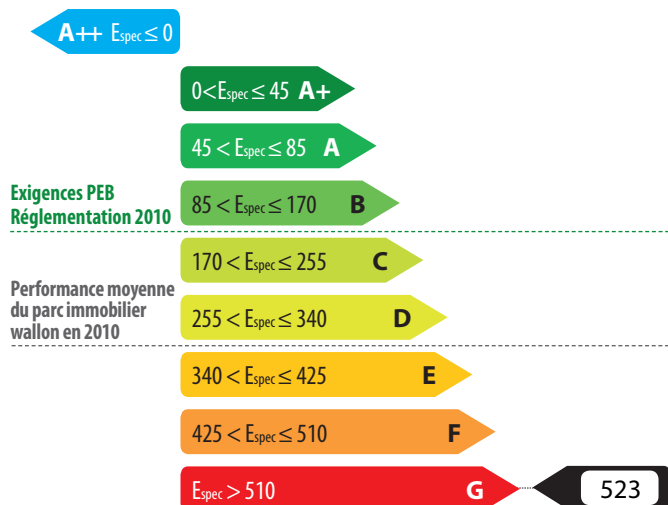 A++ Espec ≤ 0
0<Espec ≤ 45 A+
45 < Espec ≤ 85 A
Exigences PEB
Réglementation 2010
85 < Espec ≤ 170 B
170 < Espec ≤ 255 C
Performance moyenne
du parc immobilier
wallon en 2010
255 < Espec ≤ 340 D
340 < Espec ≤ 425 E
425 < Espec ≤ 510 F
Espec > 510 G
523